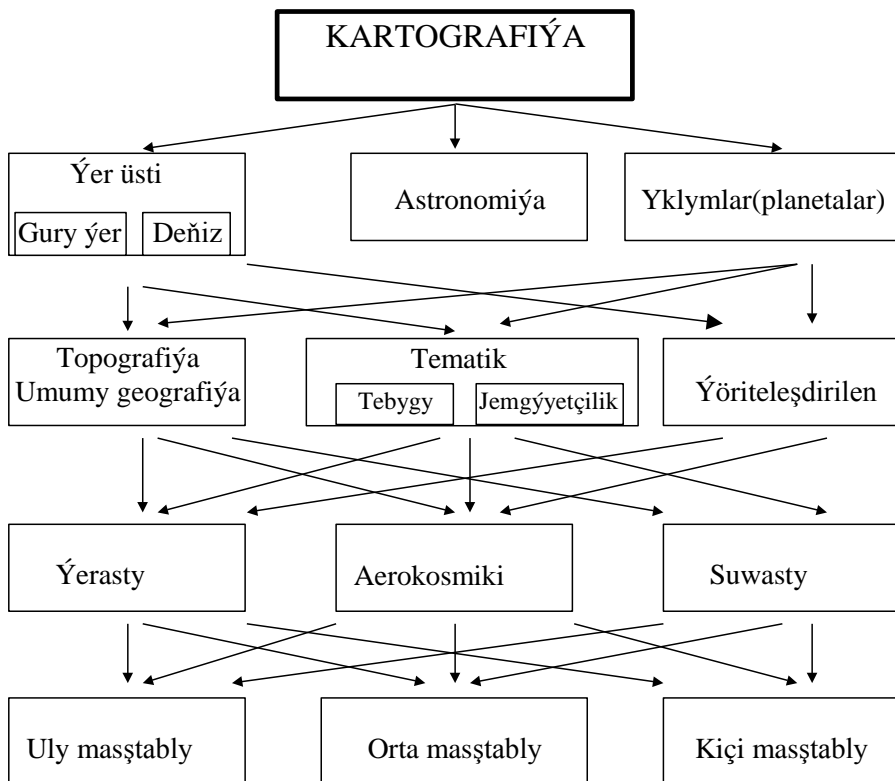 KARTOGRAFIÝA
Ýer üsti
Gury ýer
Deňiz
Astronomiýa
Yklymlar(planetalar)
Topografiýa
Umumy geografiýa
Tematik
Tebygy
Jemgýyetçilik
Ýöriteleşdirilen
Ýerasty
Aerokosmiki
Suwasty
Uly masştably
Orta masştably
Kiçi masştably